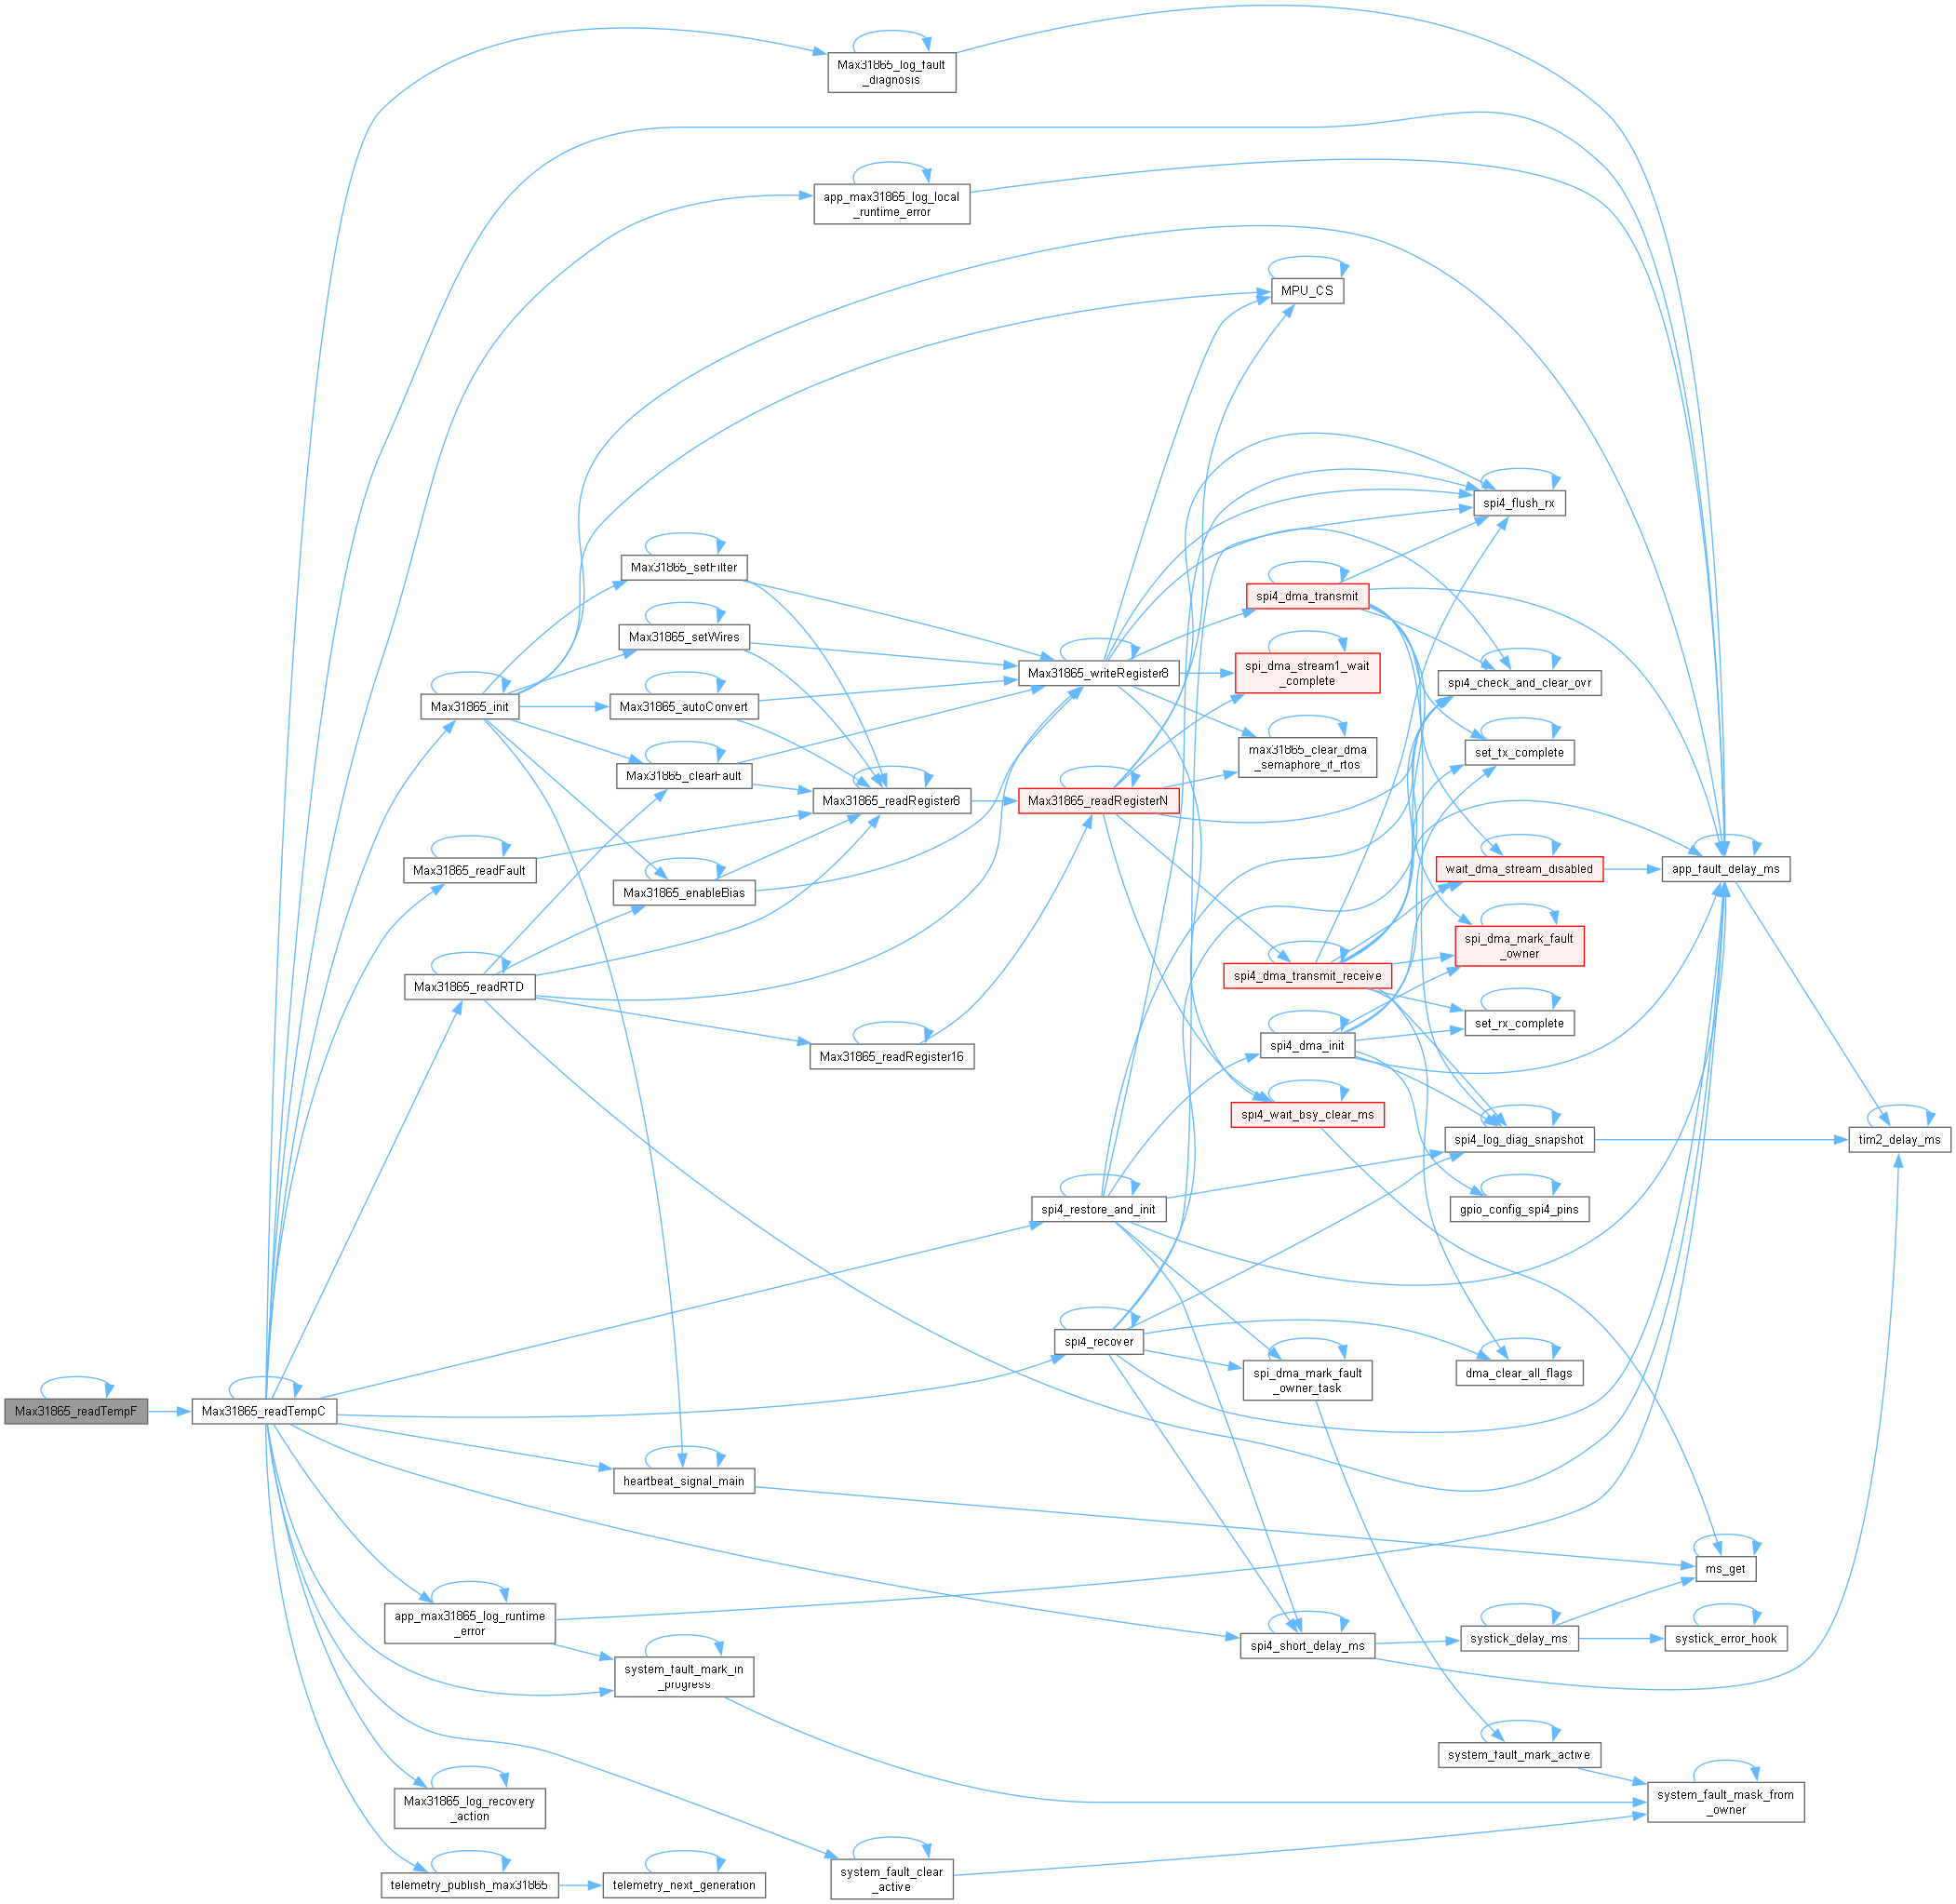 Max31865_log_fault
_diagnosis
app_max31865_log_local
_runtime_error
MPU_CS
spi4_flush_rx
Max31865_setFilter
spi4_dma_transmit
Max31865_setWires
spi_dma_stream1_wait
_complete
Max31865_writeRegister8
spi4_check_and_clear_ovr
Max31865_init
Max31865_autoConvert
max31865_clear_dma
_semaphore_if_rtos
set_tx_complete
Max31865_clearFault
Max31865_readRegister8
Max31865_readRegisterN
Max31865_readFault
wait_dma_stream_disabled
app_fault_delay_ms
Max31865_enableBias
spi_dma_mark_fault
_owner
Max31865_readRTD
spi4_dma_transmit_receive
set_rx_complete
Max31865_readRegister16
spi4_dma_init
spi4_wait_bsy_clear_ms
spi4_log_diag_snapshot
tim2_delay_ms
spi4_restore_and_init
gpio_config_spi4_pins
spi4_recover
spi_dma_mark_fault
_owner_task
dma_clear_all_flags
Max31865_readTempF
Max31865_readTempC
heartbeat_signal_main
ms_get
app_max31865_log_runtime
_error
spi4_short_delay_ms
systick_delay_ms
systick_error_hook
system_fault_mark_in
_progress
system_fault_mark_active
Max31865_log_recovery
_action
system_fault_mask_from
_owner
system_fault_clear
_active
telemetry_publish_max31865
telemetry_next_generation